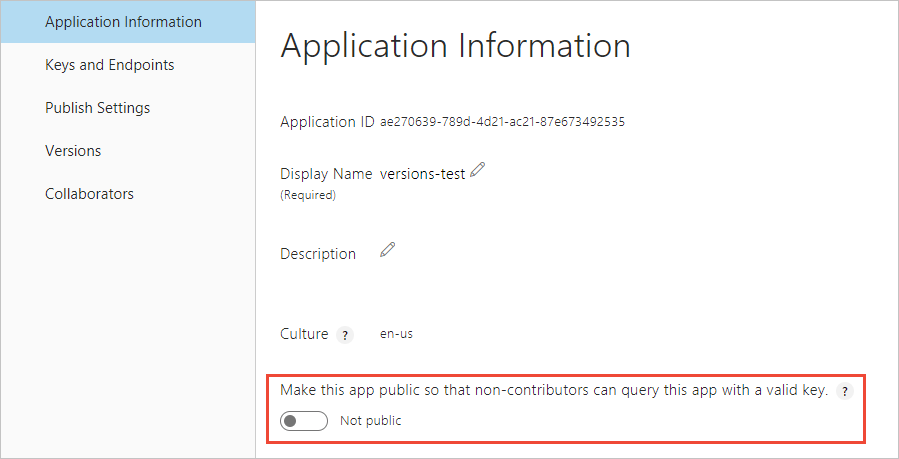 Application Information
Keys and Endpoints
Publish Settings
Versions
Collaborators
Application Information
Application ID ae270639-789d-4d21-ac21-87e673492535
Display Name versions-test
(Required)
Description
Culture ? en-us
Make this app public so that non-contributors can query this app with a valid key. ?
Not public